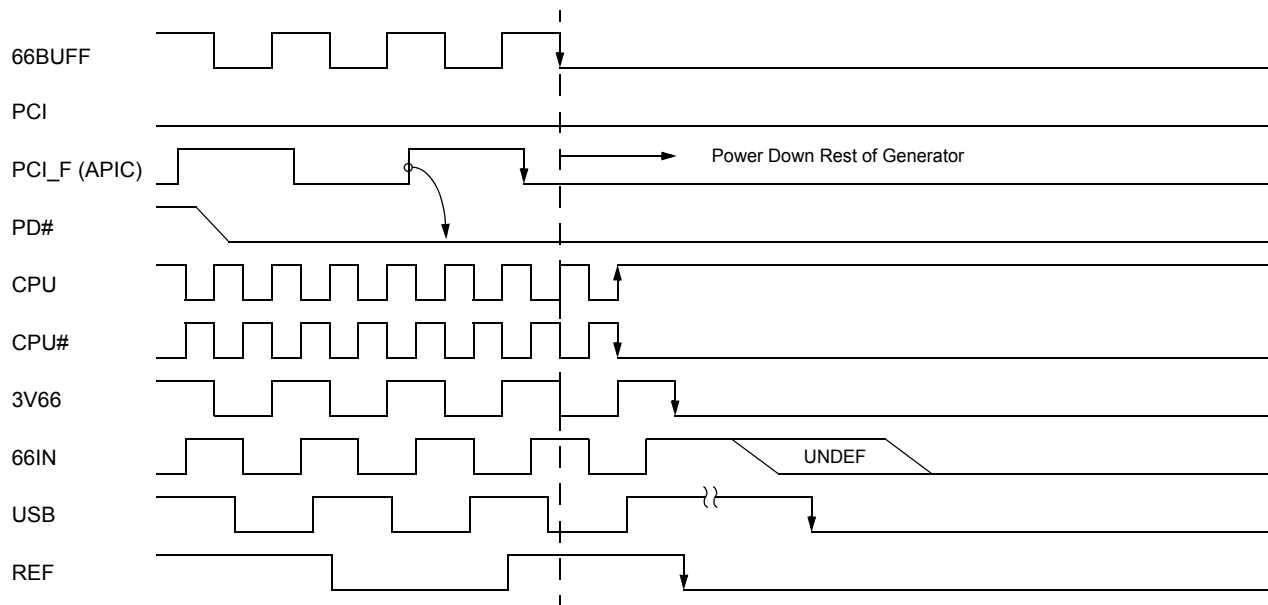 66BUFF
PCI
PCI_F (APIC)
Power Down Rest of Generator
PD#
CPU
CPU#
3V66
66IN
UNDEF
USB
REF